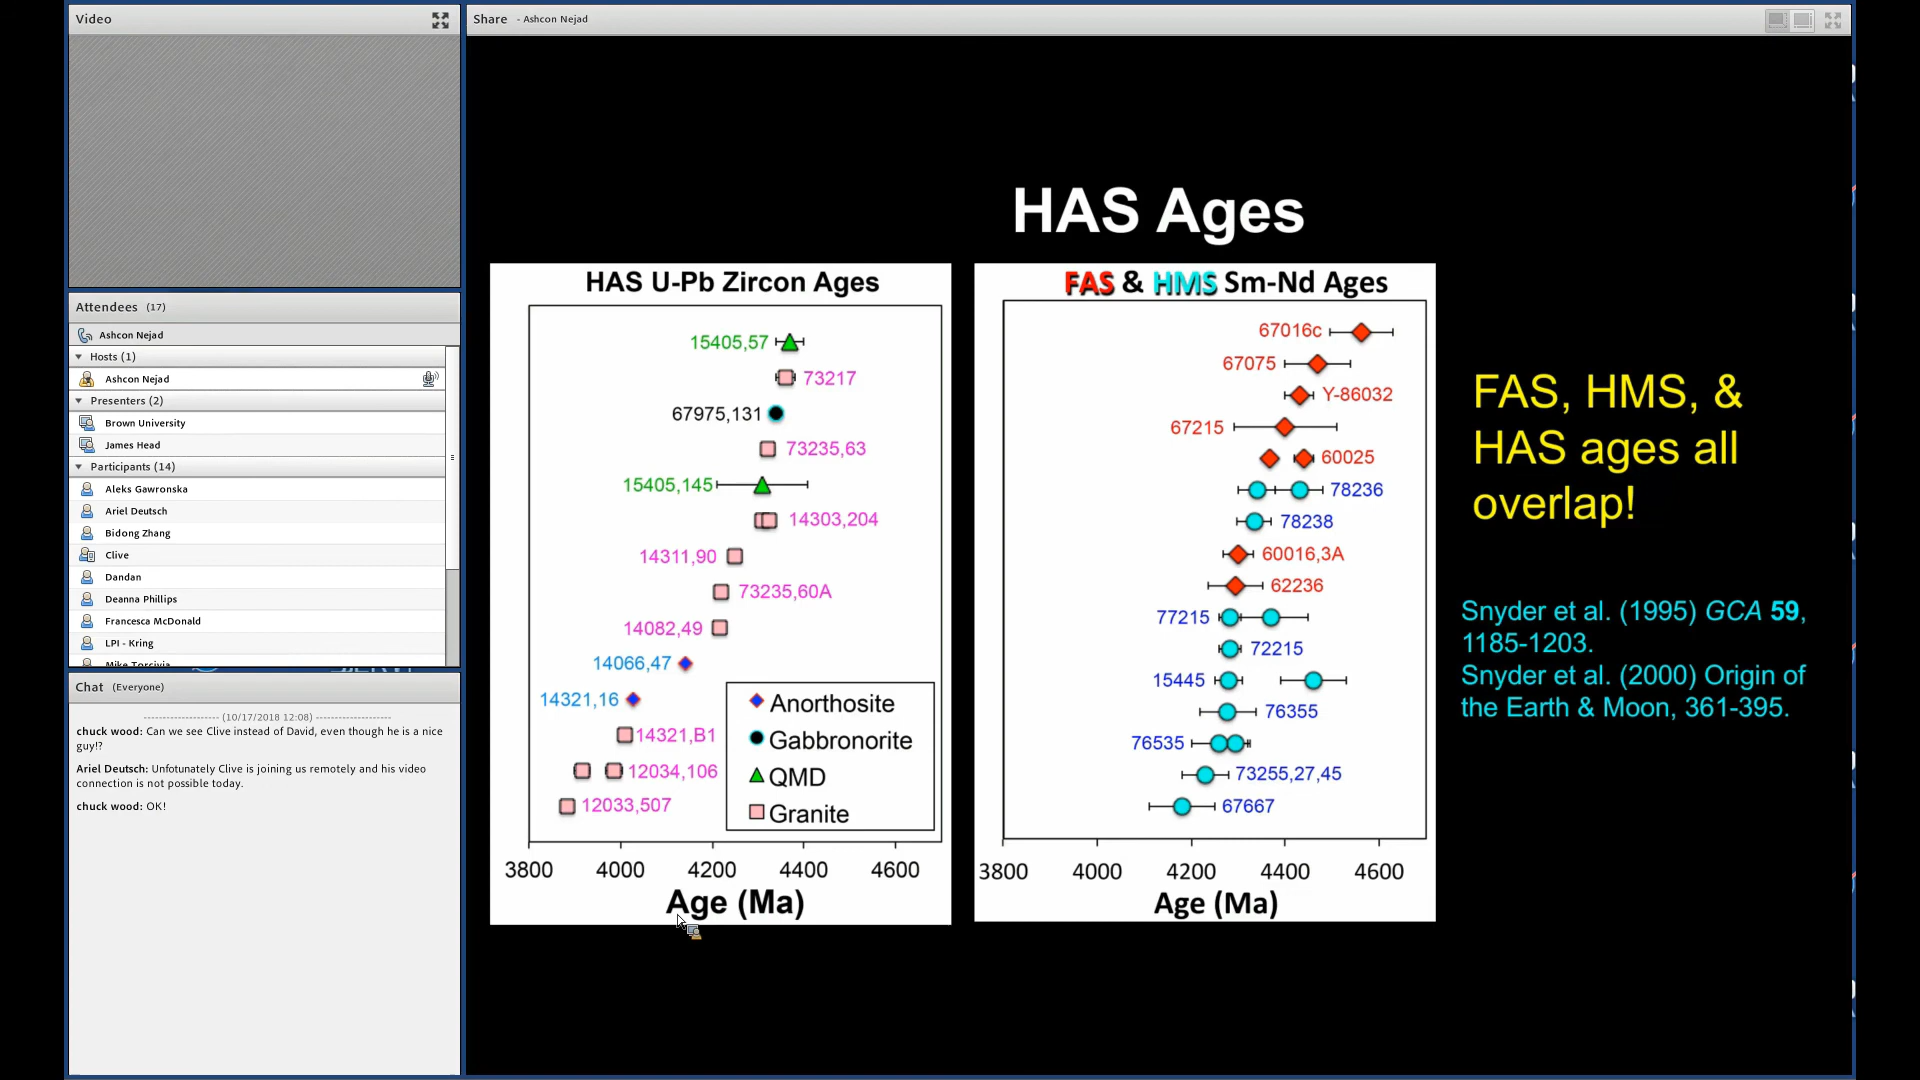 Video
Attendees (17)
Ashcon Nejad
Hosts (1)
Ashcon Nejad
Presenters (2)
Brown University
James Head
Participants (14)
Aleks Gawronska
Ariel Deutsch
Bidong Zhang
Clive
Dandan
Deanna Phillips
Francesca McDonald
LPI - Kring
Mike Torcivia
Chat (Everyone)
-------------------- (10/17/2018 12:08) --------------------
chuck wood: Can we see Clive instead of David, even though he is a nice
guy!?
Ariel Deutsch: Unfotunately Clive is joining us remotely and his video
connection is not possible today.
chuck wood: OK!
Share - Ashcon Nejad
HAS Ages
HAS U-Pb Zircon Ages
15405,57
73217
67975,131
73235,63
15405,145
14303,204
14311,90
73235,60A
14082,49
14066,47
14321,16
14321,B1
12034,106
12033,507
Anorthosite
Gabbronorite
QMD
Granite
3800 4000 4200 4400 4600
Age (Ma)
FAS & HMS Sm-Nd Ages
67016c
67075
Y-86032
67215
60025
78236
78238
60016,3A
62236
77215
72215
15445
76355
76535
73255,27,45
67667
3800 4000 4200 4400 4600
Age (Ma)
FAS, HMS, &
HAS ages all
overlap!
Snyder et al. (1995) GCA 59,
1185-1203.
Snyder et al. (2000) Origin of
the Earth & Moon, 361-395.